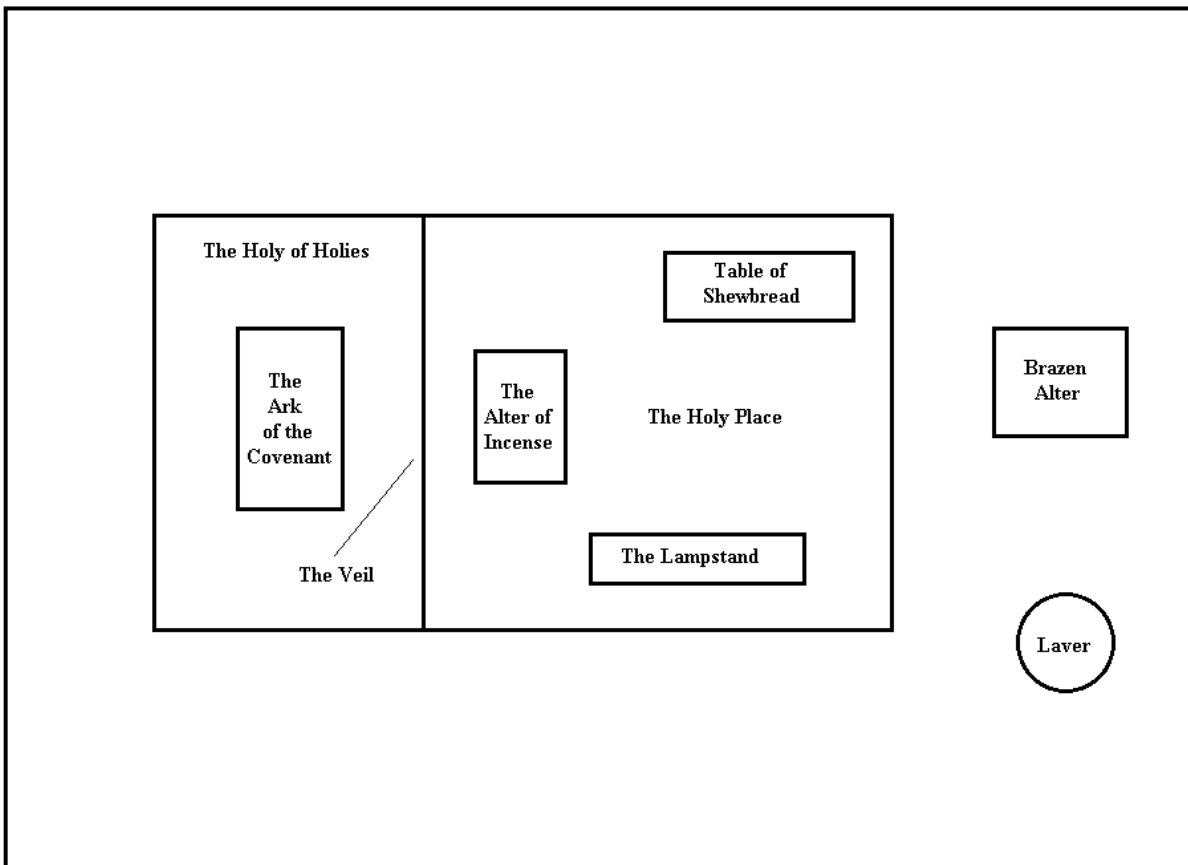 The Holy of Holies
The
Ark
of the
Covenant
The Veil
Table of
Shewbread
The
Alter of
Incense
The Holy Place
The Lampstand
Brazen
Alter
Laver